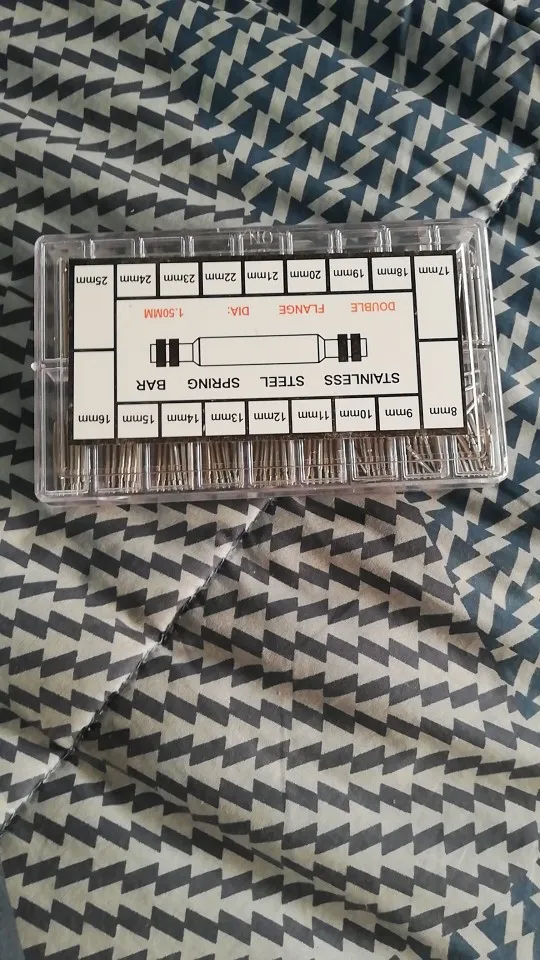 8mm 9mm 10mm 11mm 12mm 13mm 14mm 15mm 16mm
STAINLESS STEEL SPRING BAR
DOUBLE FLANGE DIA: 1.50MM
17mm 18mm 19mm 20mm 21mm 22mm 23mm 24mm 25mm